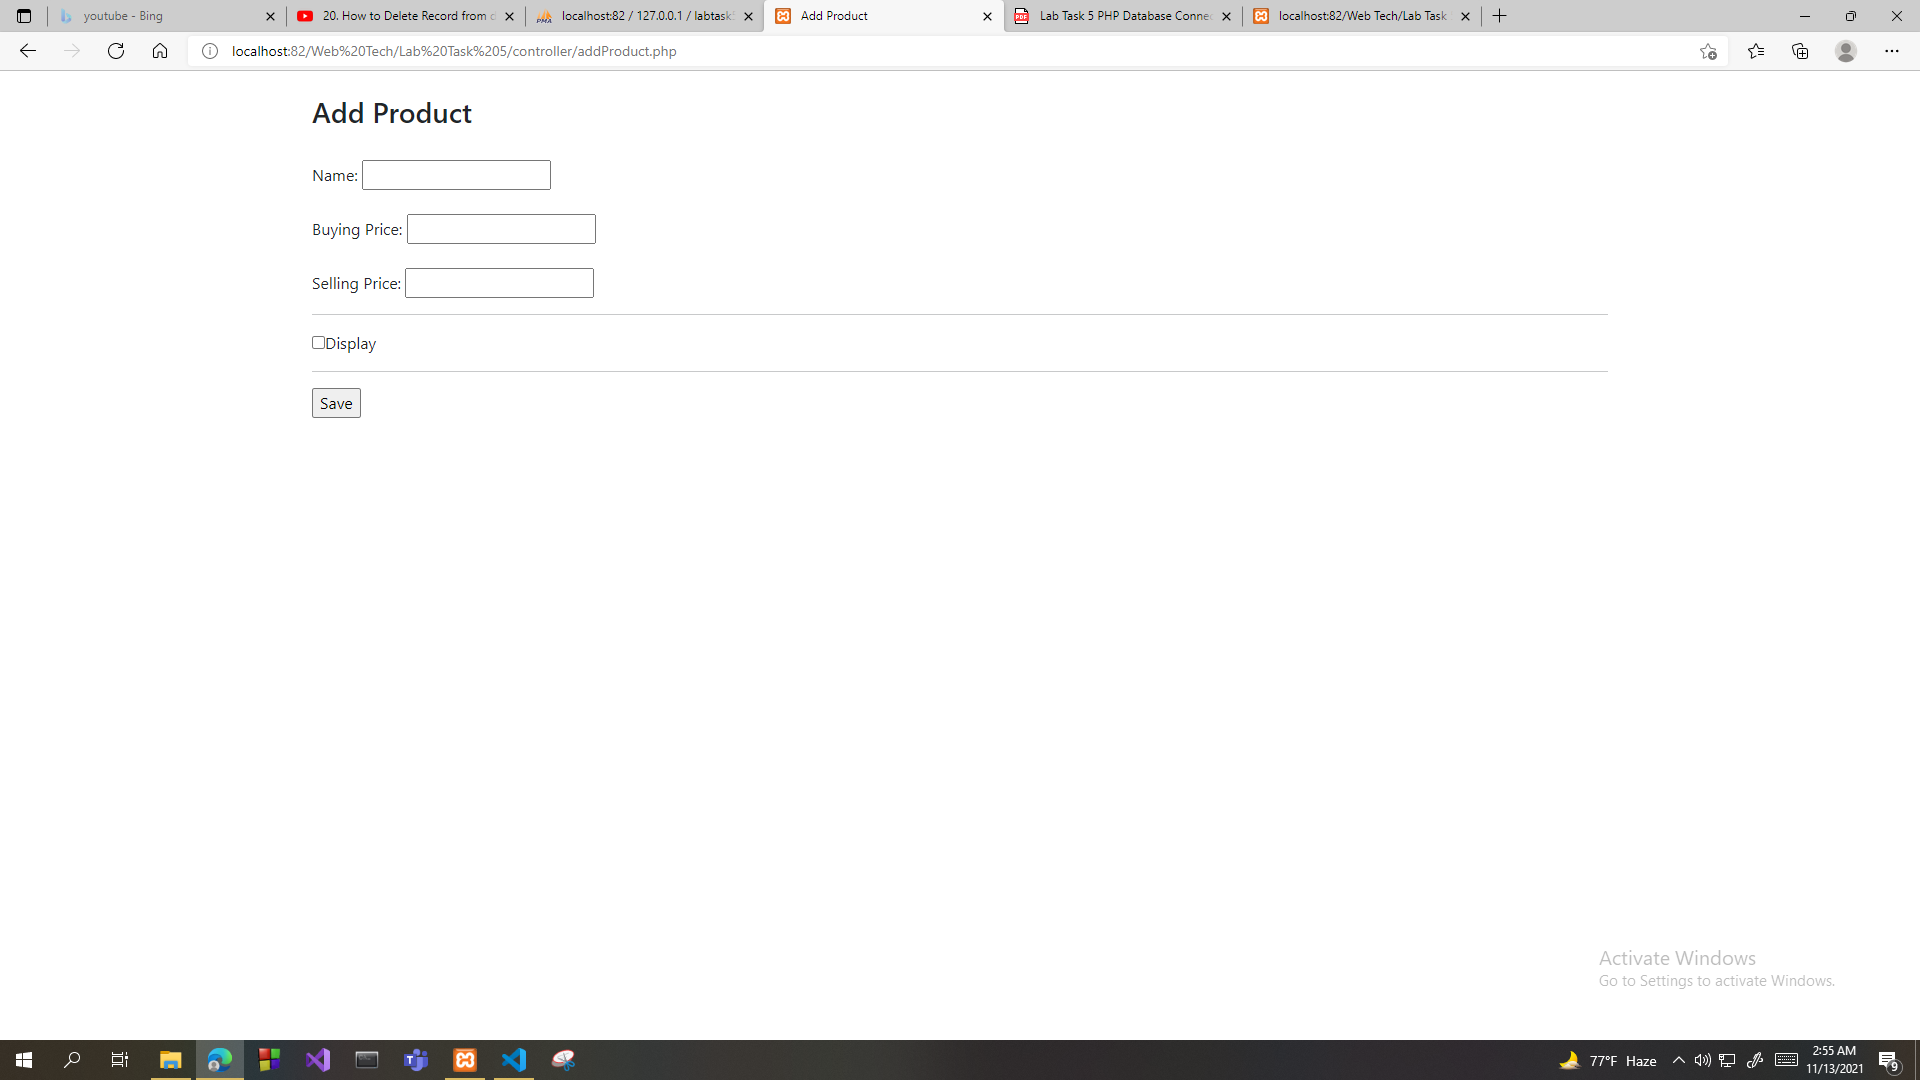 youtube - Bing
20. How to Delete Record from d
localhost:82 / 127.0.0.1 / labtask5
Add Product
Lab Task 5 PHP Database Connec
localhost:82/Web Tech/Lab Task
localhost:82/Web%20Tech/Lab%20Task%205/controller/addProduct.php
Add Product
Name:
Buying Price:
Selling Price:
Display
Save
Activate Windows
Go to Settings to activate Windows.
77°F Haze
2:55 AM
11/13/2021
9